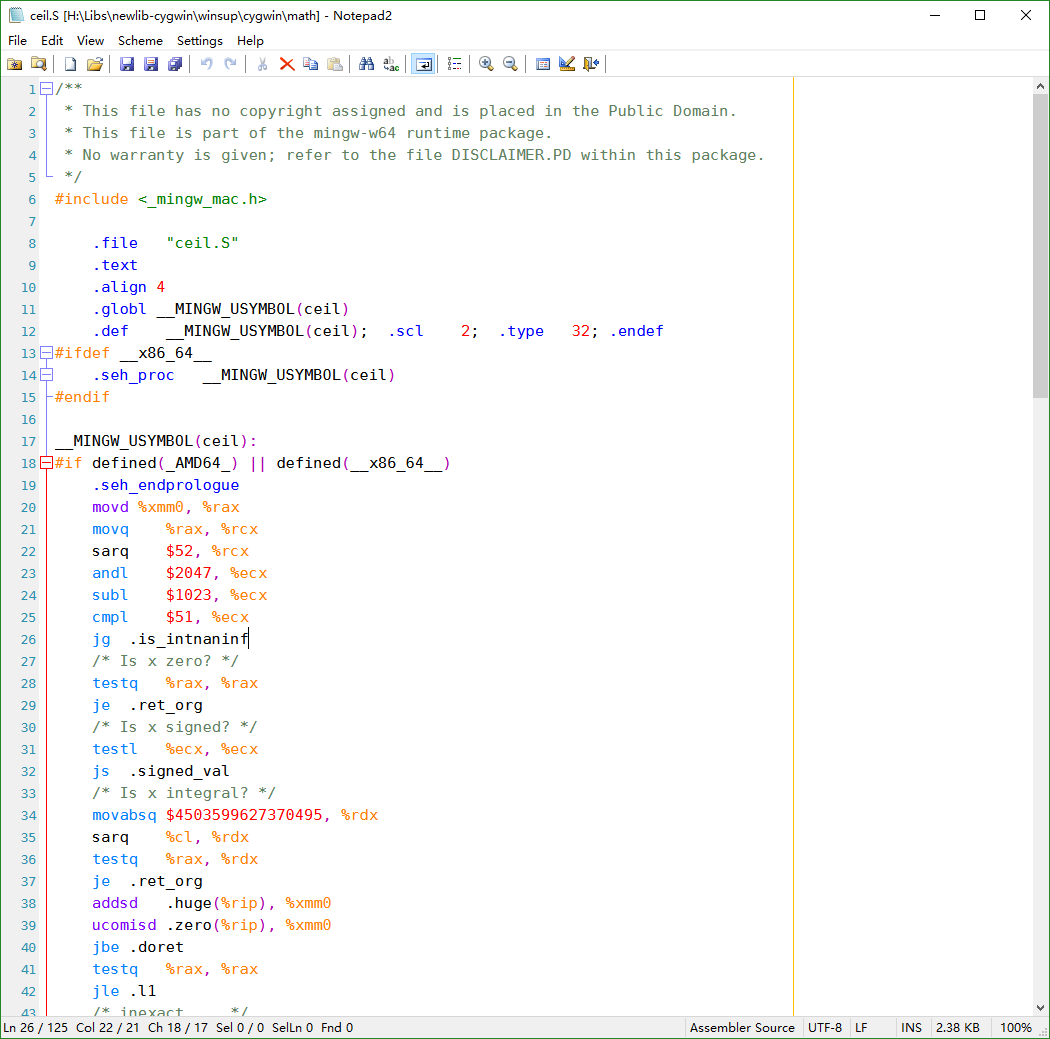 ceil.S [H:\Libs\newlib-cygwin\winsup\cygwin\math] - Notepad2
File Edit View Scheme Settings Help
1 /**
2 * This file has no copyright assigned and is placed in the Public Domain.
3 * This file is part of the mingw-w64 runtime package.
4 * No warranty is given; refer to the file DISCLAIMER.PD within this package.
5 */
6 #include <_mingw_mac.h>
7
8 .file "ceil.S"
9 .text
10 .align 4
11 .globl __MINGW_USYMBOL(ceil)
12 .def __MINGW_USYMBOL(ceil); .scl 2; .type 32; .endef
13 #ifdef __x86_64__
14 .seh_proc __MINGW_USYMBOL(ceil)
15 #endif
16
17 __MINGW_USYMBOL(ceil):
18 #if defined(_AMD64_) || defined(__x86_64__)
19 .seh_endprologue
20 movd %xmm0, %rax
21 movq %rax, %rcx
22 sarq $52, %rcx
23 andl $2047, %ecx
24 subl $1023, %ecx
25 cmpl $51, %ecx
26 jg .is_intnaninf
27 /* Is x zero? */
28 testq %rax, %rax
29 je .ret_org
30 /* Is x signed? */
31 testl %ecx, %ecx
32 js .signed_val
33 /* Is x integral? */
34 movabsq $4503599627370495, %rdx
35 sarq %cl, %rdx
36 testq %rax, %rdx
37 je .ret_org
38 addsd .huge(%rip), %xmm0
39 ucomisd .zero(%rip), %xmm0
40 jbe .doret
41 testq %rax, %rax
42 jle .l1
43 /* inexact ... */
Ln 26 / 125 Col 22 / 21 Ch 18 / 17 Sel 0 / 0 SelLn 0 Fnd 0 Assembler Source UTF-8 LF INS 2.38 KB 100%